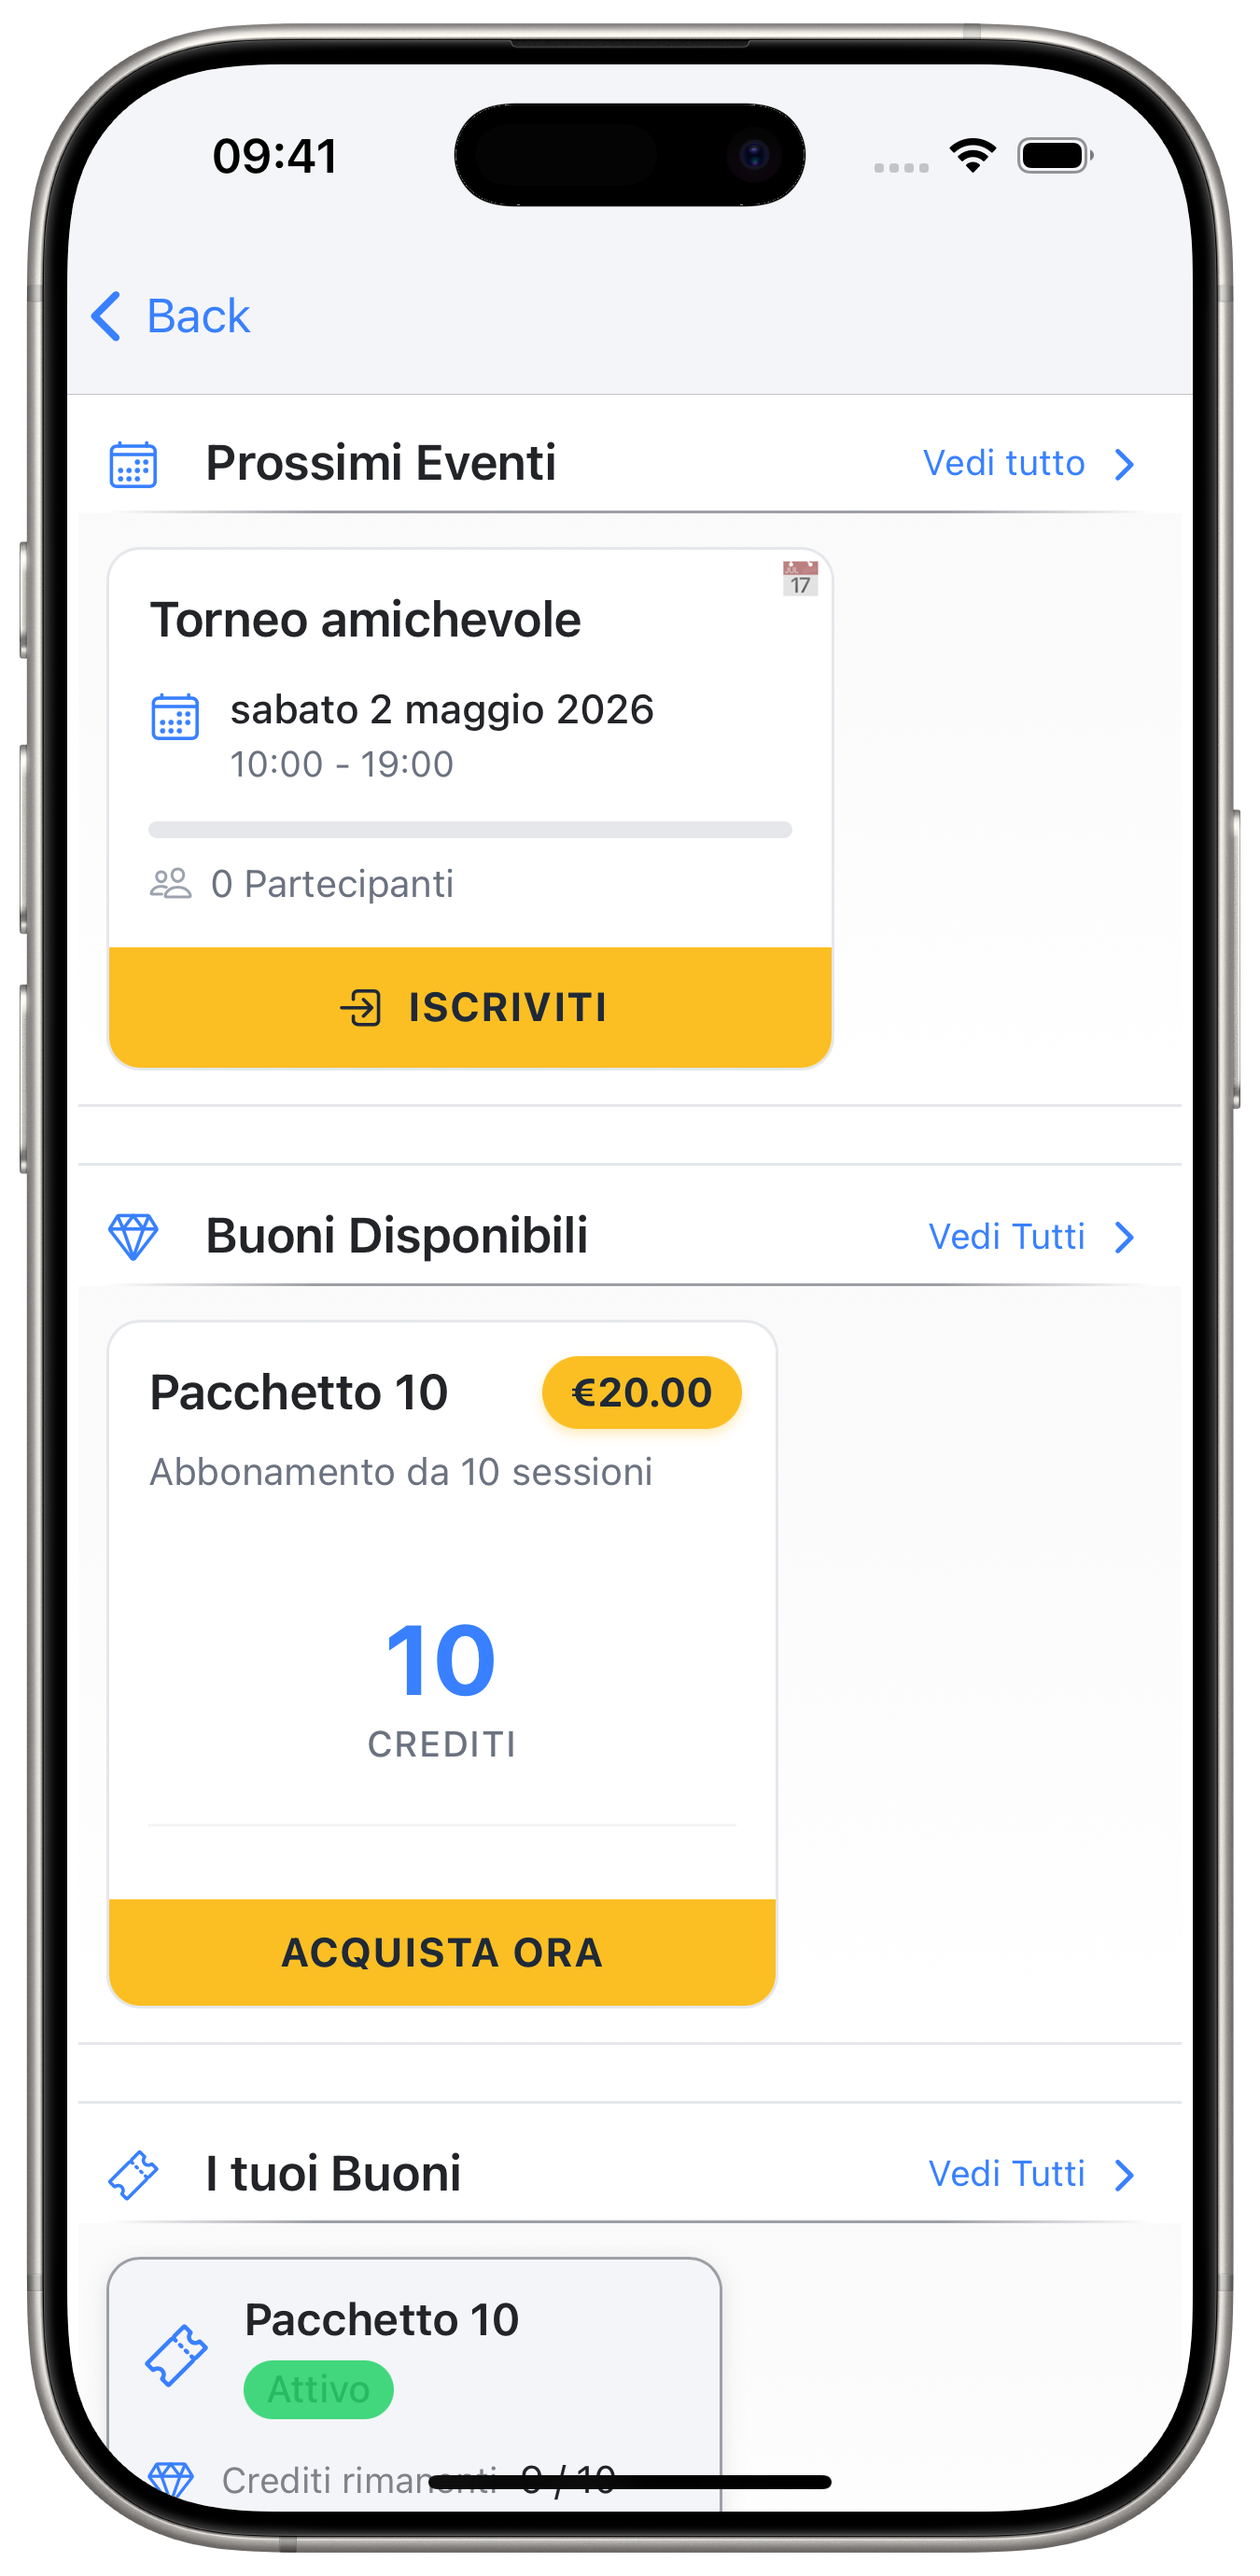 09:41
Back
Prossimi Eventi
Vedi tutto
JUL
17
Torneo amichevole
sabato 2 maggio 2026
10:00 - 19:00
0 Partecipanti
ISCRIVITI
Buoni Disponibili
Vedi Tutti
Pacchetto 10
€20.00
Abbonamento da 10 sessioni
10
CREDITI
ACQUISTA ORA
I tuoi Buoni
Vedi Tutti
Pacchetto 10
Attivo
Crediti rimanenti / 10